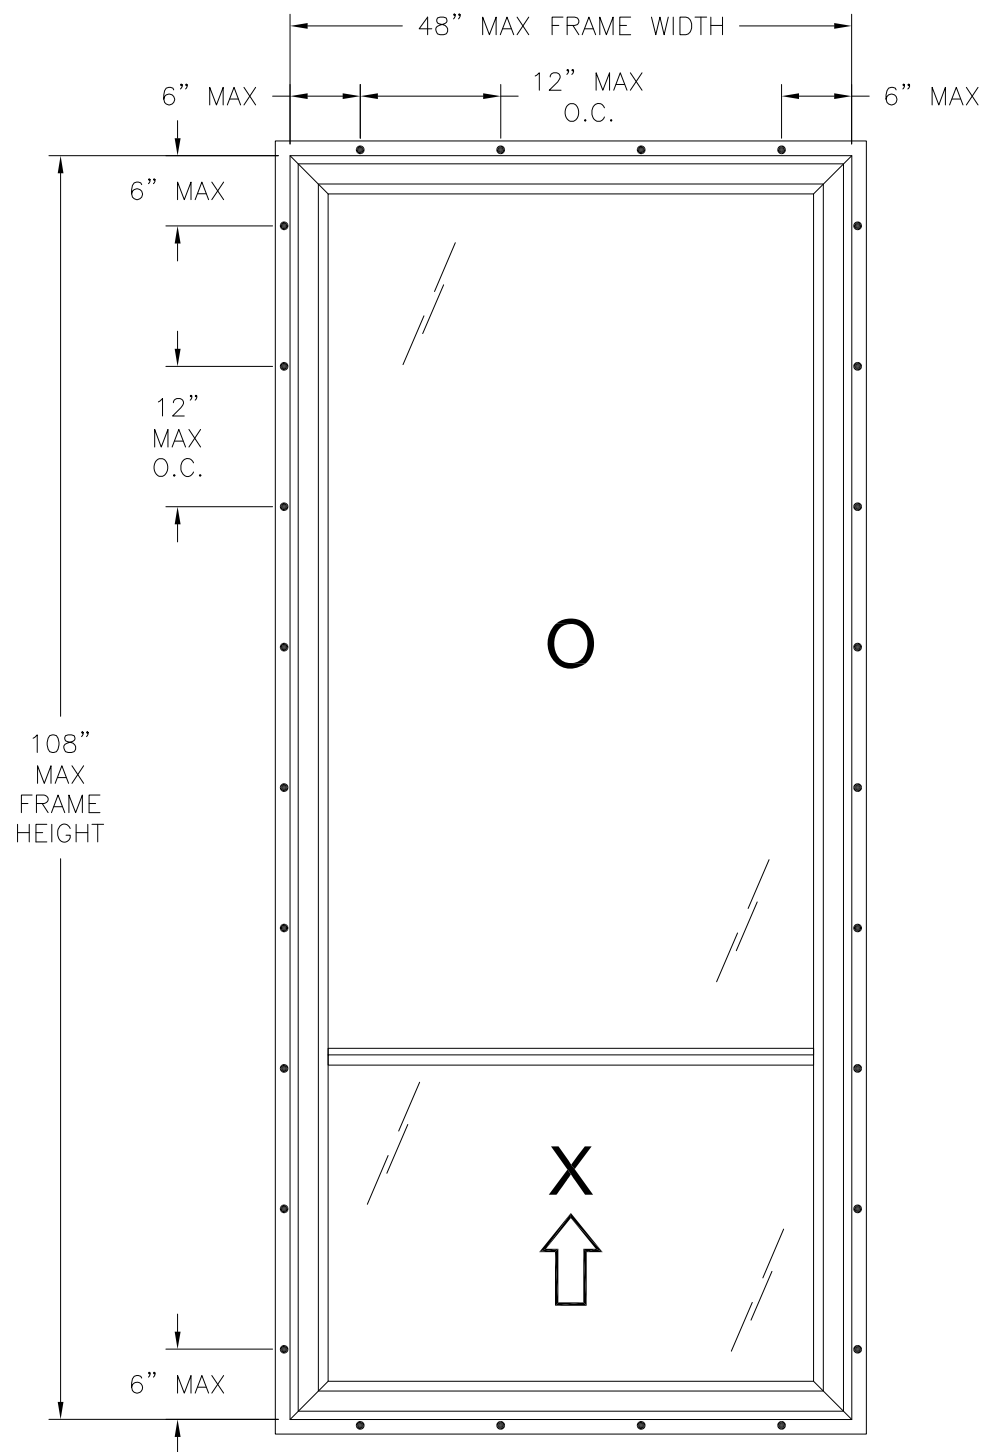 48” MAX FRAME WIDTH
6” MAX
12” MAX
O.C.
6” MAX
6” MAX
12”
MAX
O.C.
O
108”
MAX
FRAME
HEIGHT
X
6” MAX